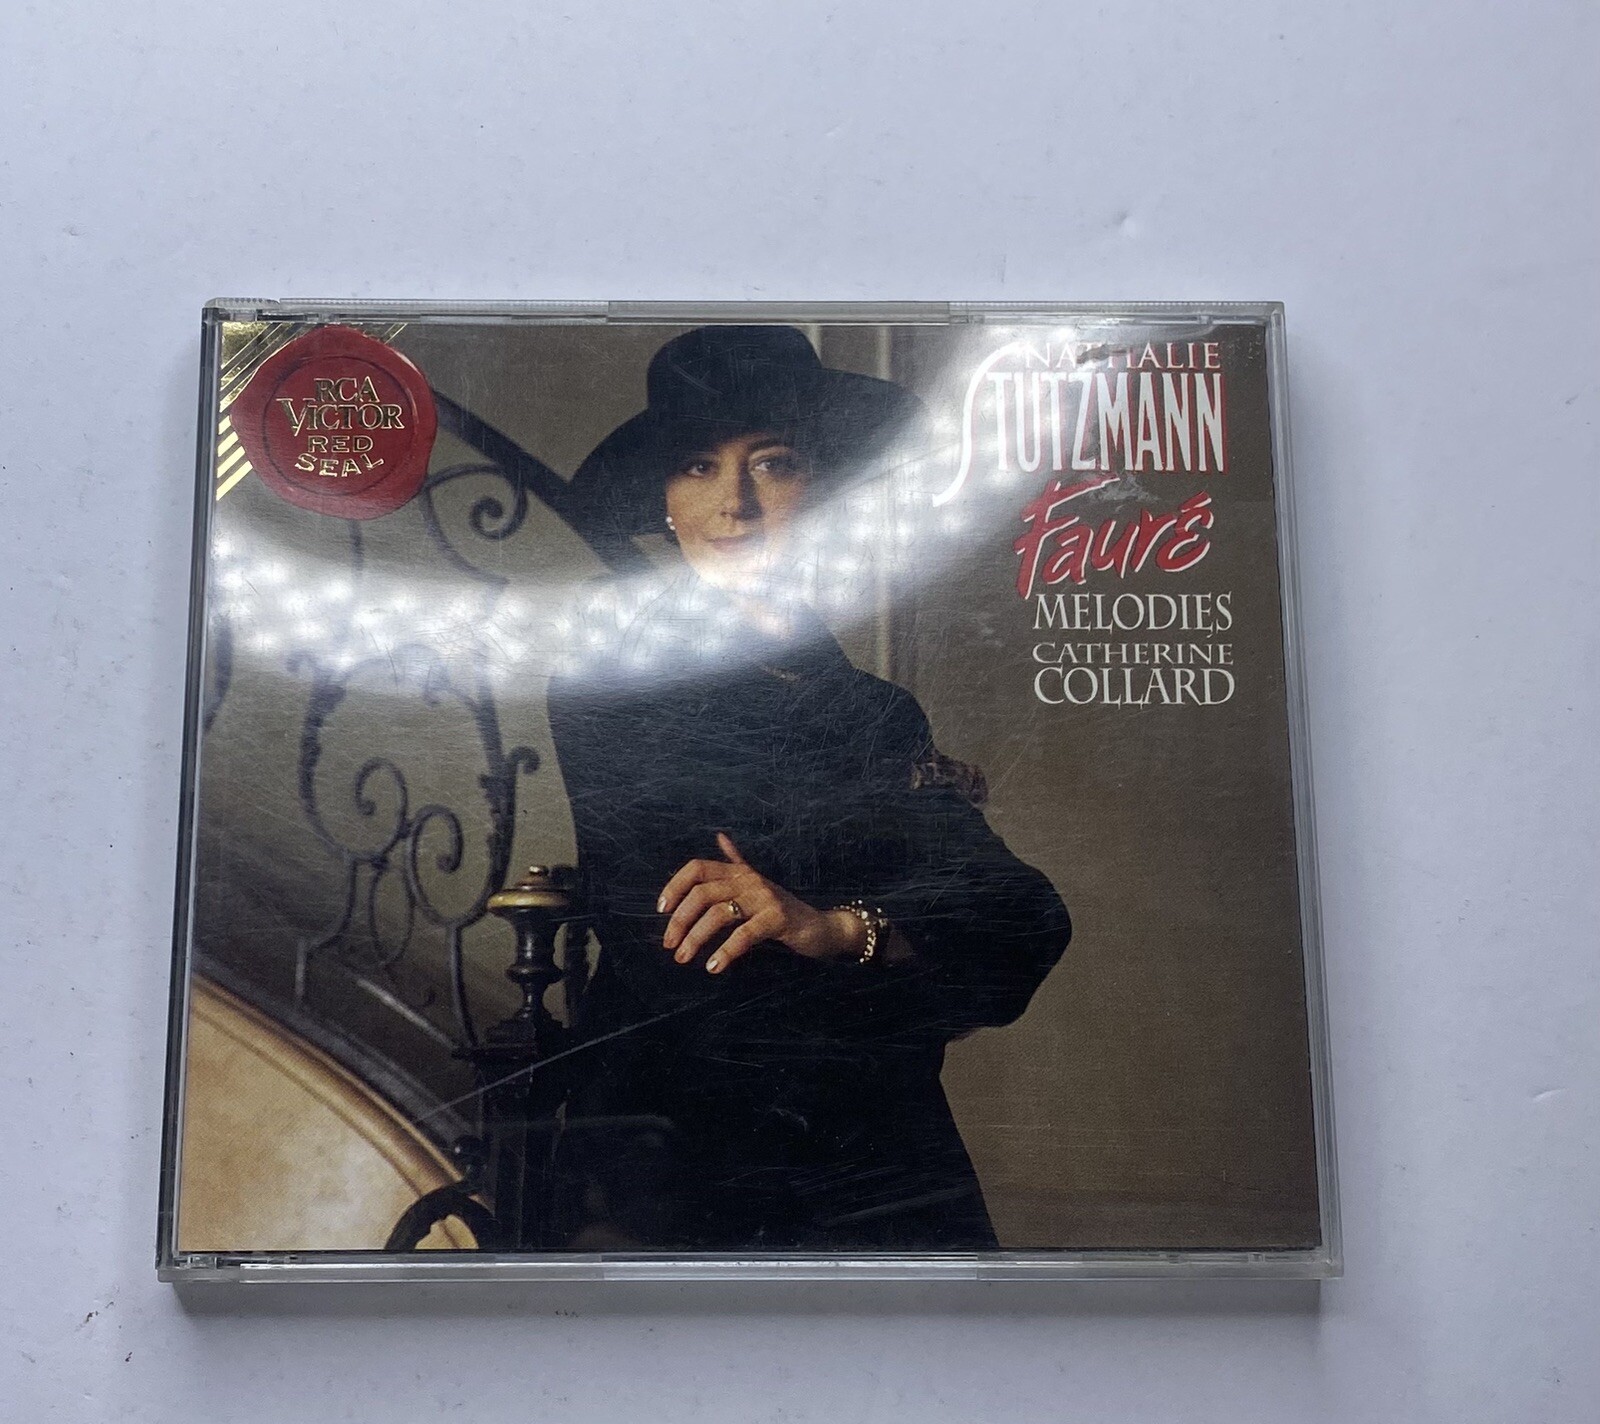 RCA
VICTOR
RED
SEAL
NATHALIE
STUTZMANN
Fauré
MELODIES
CATHERINE
COLLARD